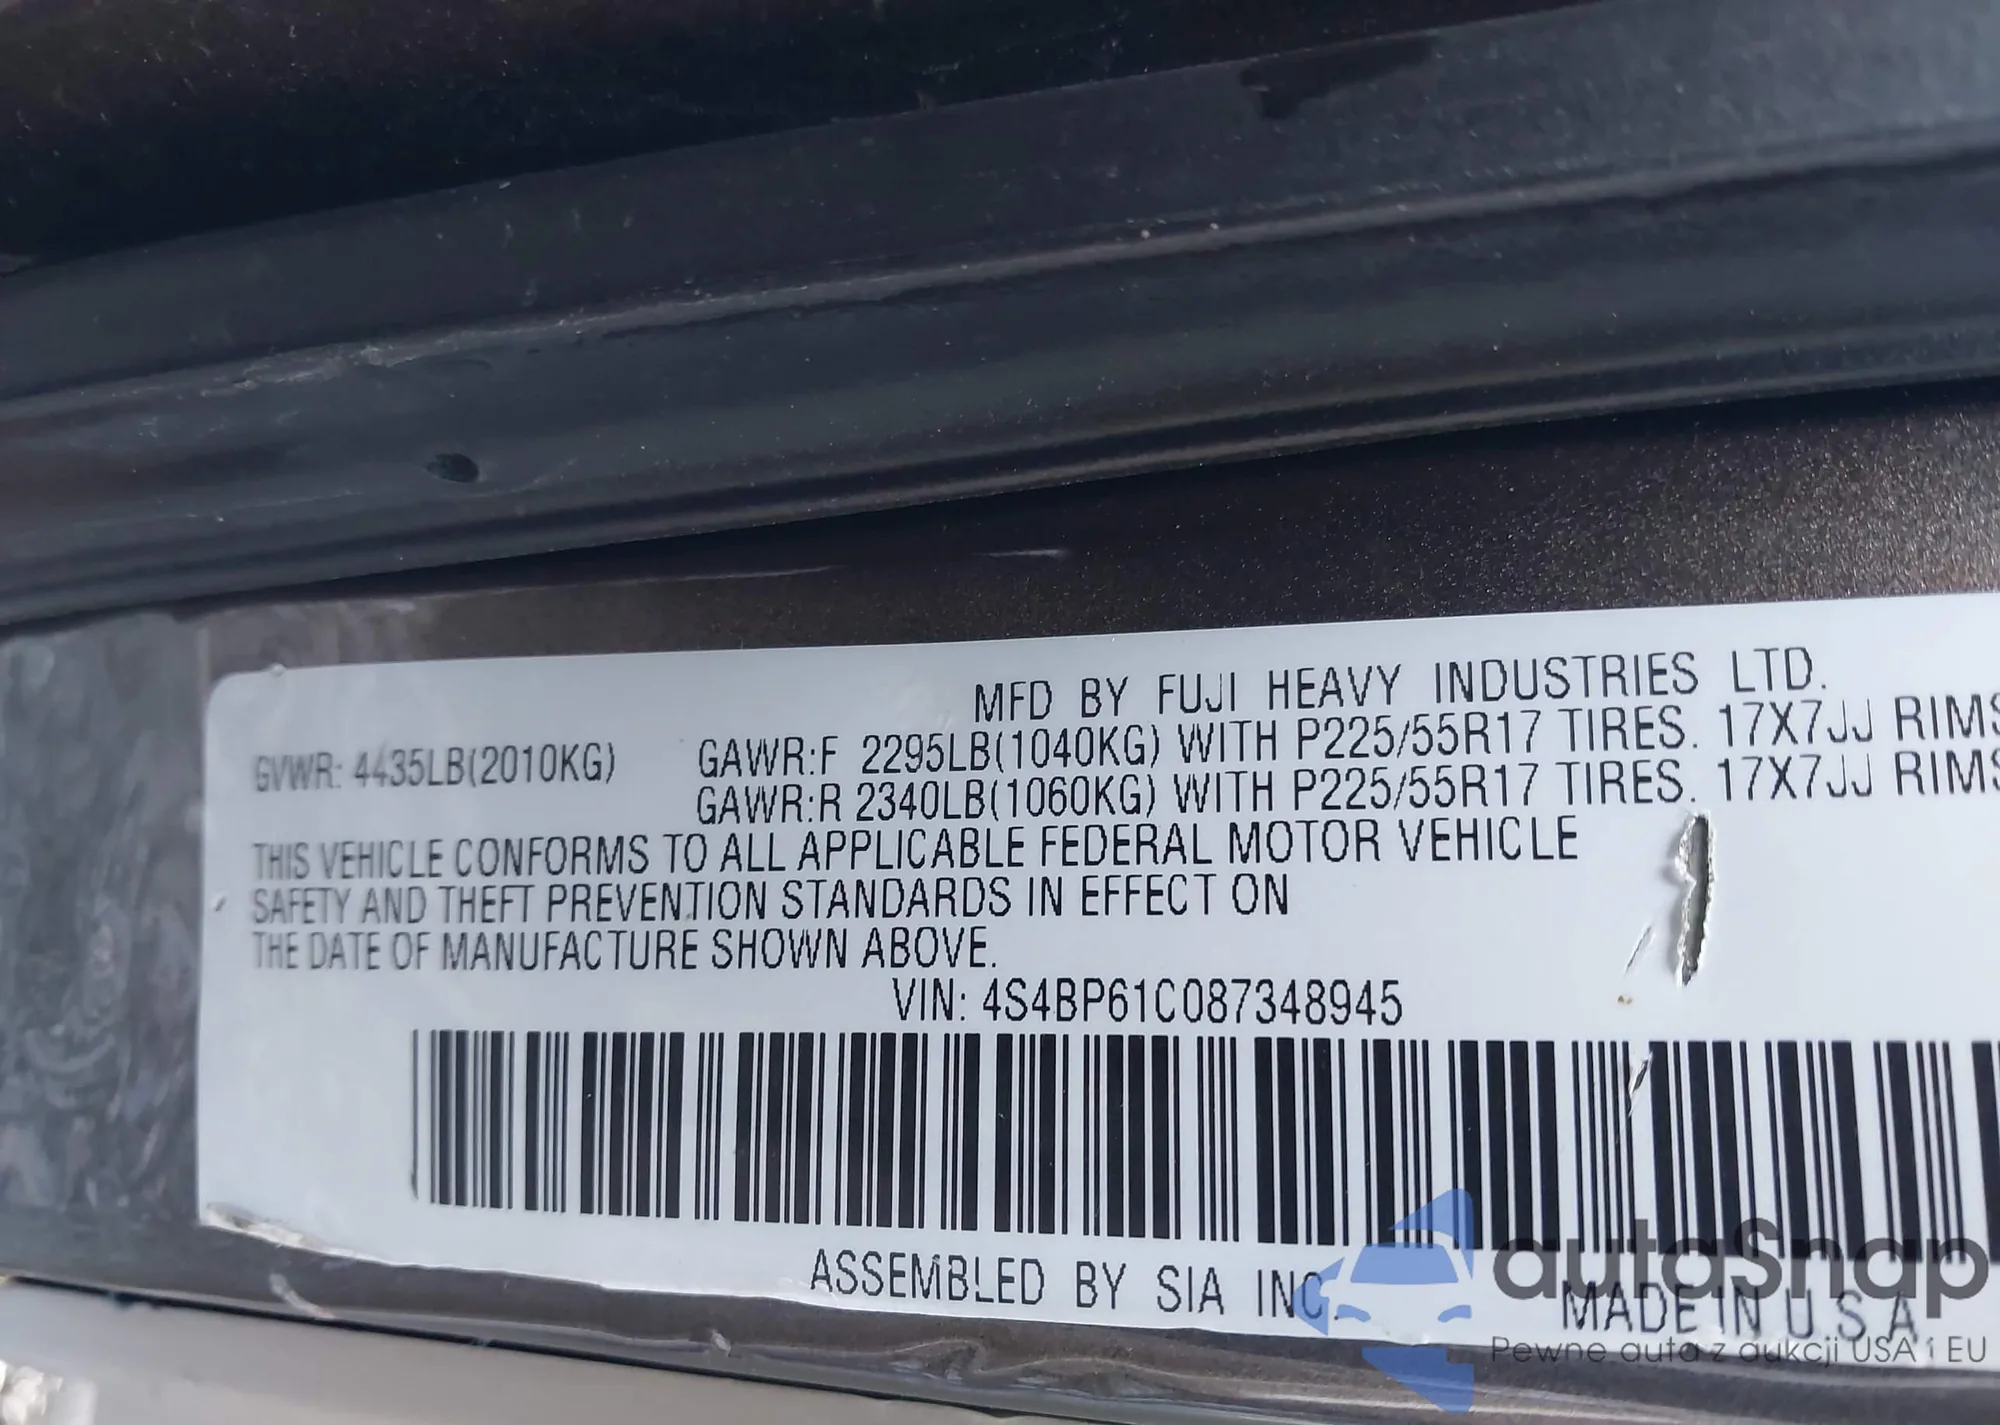 MFD BY FUJI HEAVY INDUSTRIES LTD.
GVWR: 4435LB(2010KG) GAWR:F 2295LB(1040KG) WITH P225/55R17 TIRES. 17X7JJ RIMS
GAWR:R 2340LB(1060KG) WITH P225/55R17 TIRES. 17X7JJ RIMS
THIS VEHICLE CONFORMS TO ALL APPLICABLE FEDERAL MOTOR VEHICLE
SAFETY AND THEFT PREVENTION STANDARDS IN EFFECT ON
THE DATE OF MANUFACTURE SHOWN ABOVE.
VIN: 4S4BP61C087348945
ASSEMBLED BY SIA INC.
MADE IN U.S.A.
autaSnap
Pewne auta z aukcji USA i EU